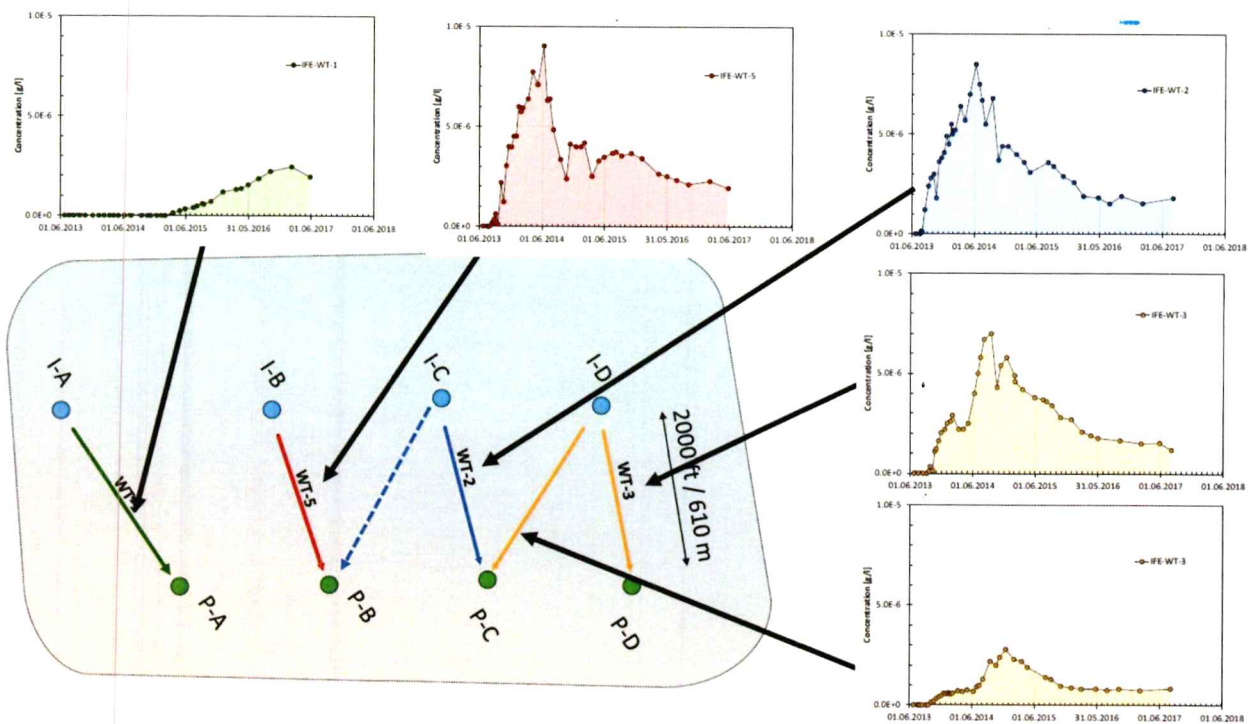 1.0E-5
5.0E-6
0.0E+0
Concentration [g/l]
IFE-WT-1
01.06.2013 01.06.2014 01.06.2015 31.05.2016 01.06.2017 01.06.2018
1.0E-5
5.0E-6
0.0E+0
Concentration [g/l]
IFE-WT-5
01.06.2013 01.06.2014 01.06.2015 31.05.2016 01.06.2017 01.06.2018
1.0E-5
5.0E-6
0.0E+0
Concentration [g/l]
IFE-WT-2
01.06.2013 01.06.2014 01.06.2015 31.05.2016 01.06.2017 01.06.2018
1.0E-5
5.0E-6
0.0E+0
Concentration [g/l]
IFE-WT-3
01.06.2013 01.06.2014 01.06.2015 31.05.2016 01.06.2017 01.06.2018
1.0E-5
5.0E-6
0.0E+0
Concentration [g/l]
IFE-WT-3
01.06.2013 01.06.2014 01.06.2015 31.05.2016 01.06.2017 01.06.2018
I-A
I-B
I-C
I-D
WT-5
WT-2
WT-3
2000 ft / 610 m
P-A
P-B
P-C
P-D